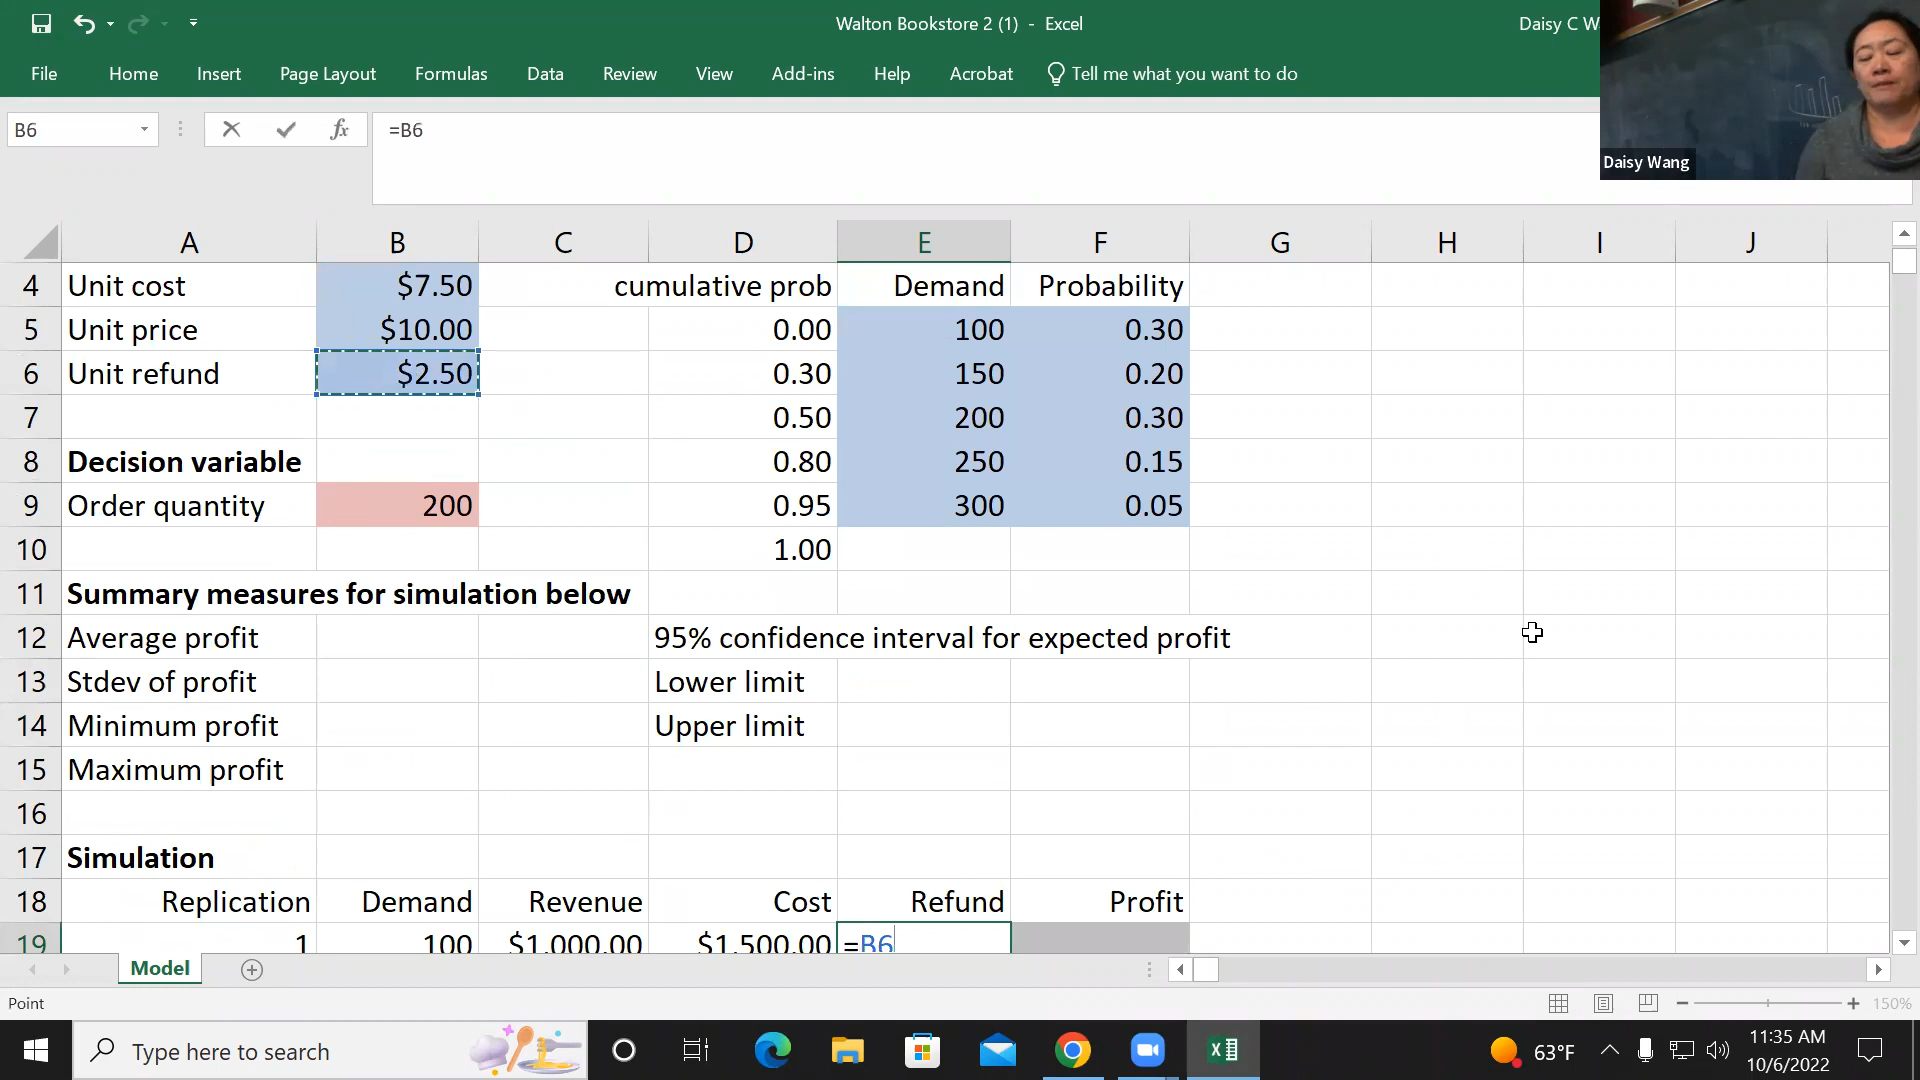 Walton Bookstore 2 (1) - Excel
Daisy C W
File Home Insert Page Layout Formulas Data Review View Add-ins Help Acrobat Tell me what you want to do
B6 fx =B6
Daisy Wang
A B C D E F G H I J
4 Unit cost $7.50 cumulative prob Demand Probability
5 Unit price $10.00 0.00 100 0.30
6 Unit refund $2.50 0.30 150 0.20
7 0.50 200 0.30
8 Decision variable 0.80 250 0.15
9 Order quantity 200 0.95 300 0.05
10 1.00
11 Summary measures for simulation below
12 Average profit 95% confidence interval for expected profit
13 Stdev of profit Lower limit
14 Minimum profit Upper limit
15 Maximum profit
16
17 Simulation
18 Replication Demand Revenue Cost Refund Profit
19 1 100 $1,000.00 $1,500.00 =B6
Model
Point 150%
Type here to search 63°F 11:35 AM
10/6/2022